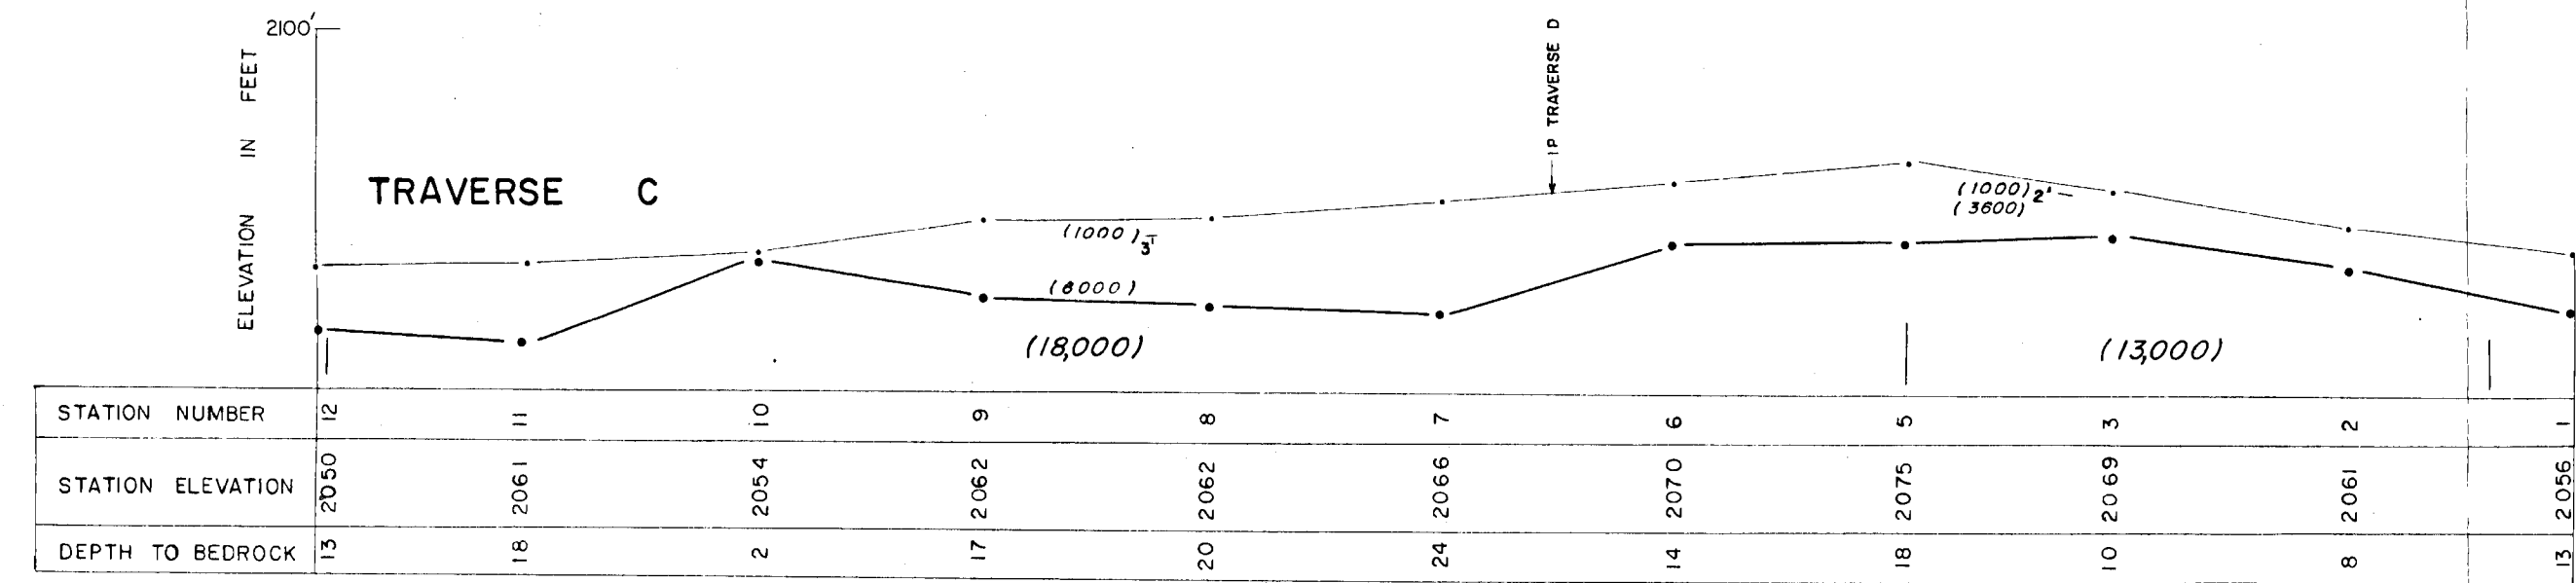 2100'
ELEVATION IN FEET
TRAVERSE C
IP TRAVERSE D
(1000) 3'
(1000) 2'
(3600)
(8000)
(18,000)
(13,000)
STATION NUMBER 12 11 10 9 8 7 6 5 3 2 1
STATION ELEVATION 2050 2061 2054 2062 2062 2066 2070 2075 2069 2061 2056
DEPTH TO BEDROCK 13 18 2 17 20 24 14 18 10 8 13